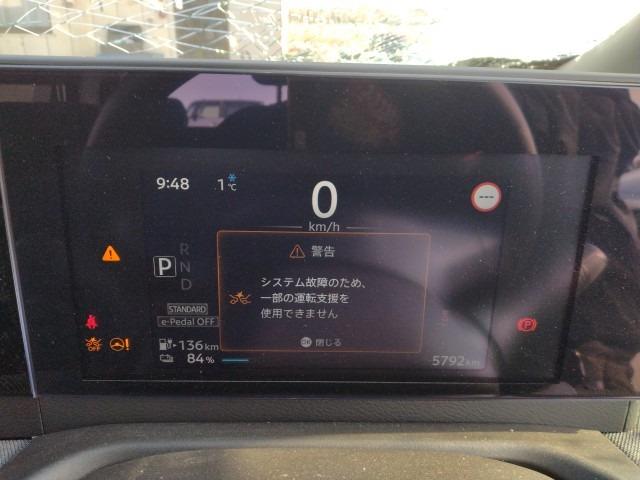 9:48
1℃
0
km/h
---
警告
R
P N
D
システム故障のため、
一部の運転支援を
使用できません
STANDARD
e-Pedal OFF
OK 閉じる
OFF
P
136km
84%
5792km